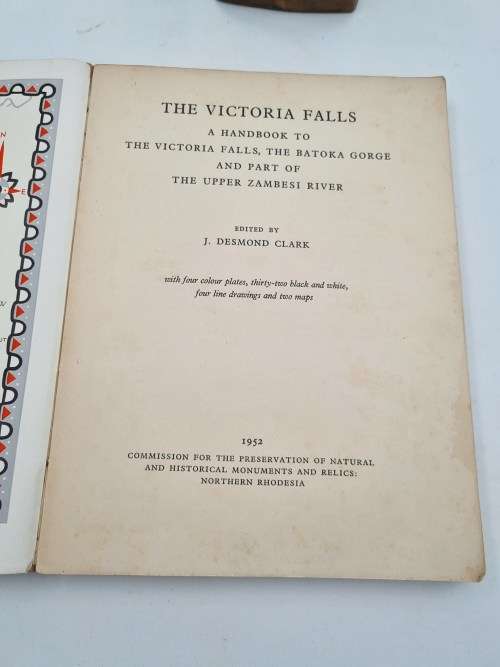 N
E
THE VICTORIA FALLS
A HANDBOOK TO
THE VICTORIA FALLS, THE BATOKA GORGE
AND PART OF
THE UPPER ZAMBESI RIVER
EDITED BY
J. DESMOND CLARK
with four colour plates, thirty-two black and white,
four line drawings and two maps
1952
COMMISSION FOR THE PRESERVATION OF NATURAL
AND HISTORICAL MONUMENTS AND RELICS:
NORTHERN RHODESIA